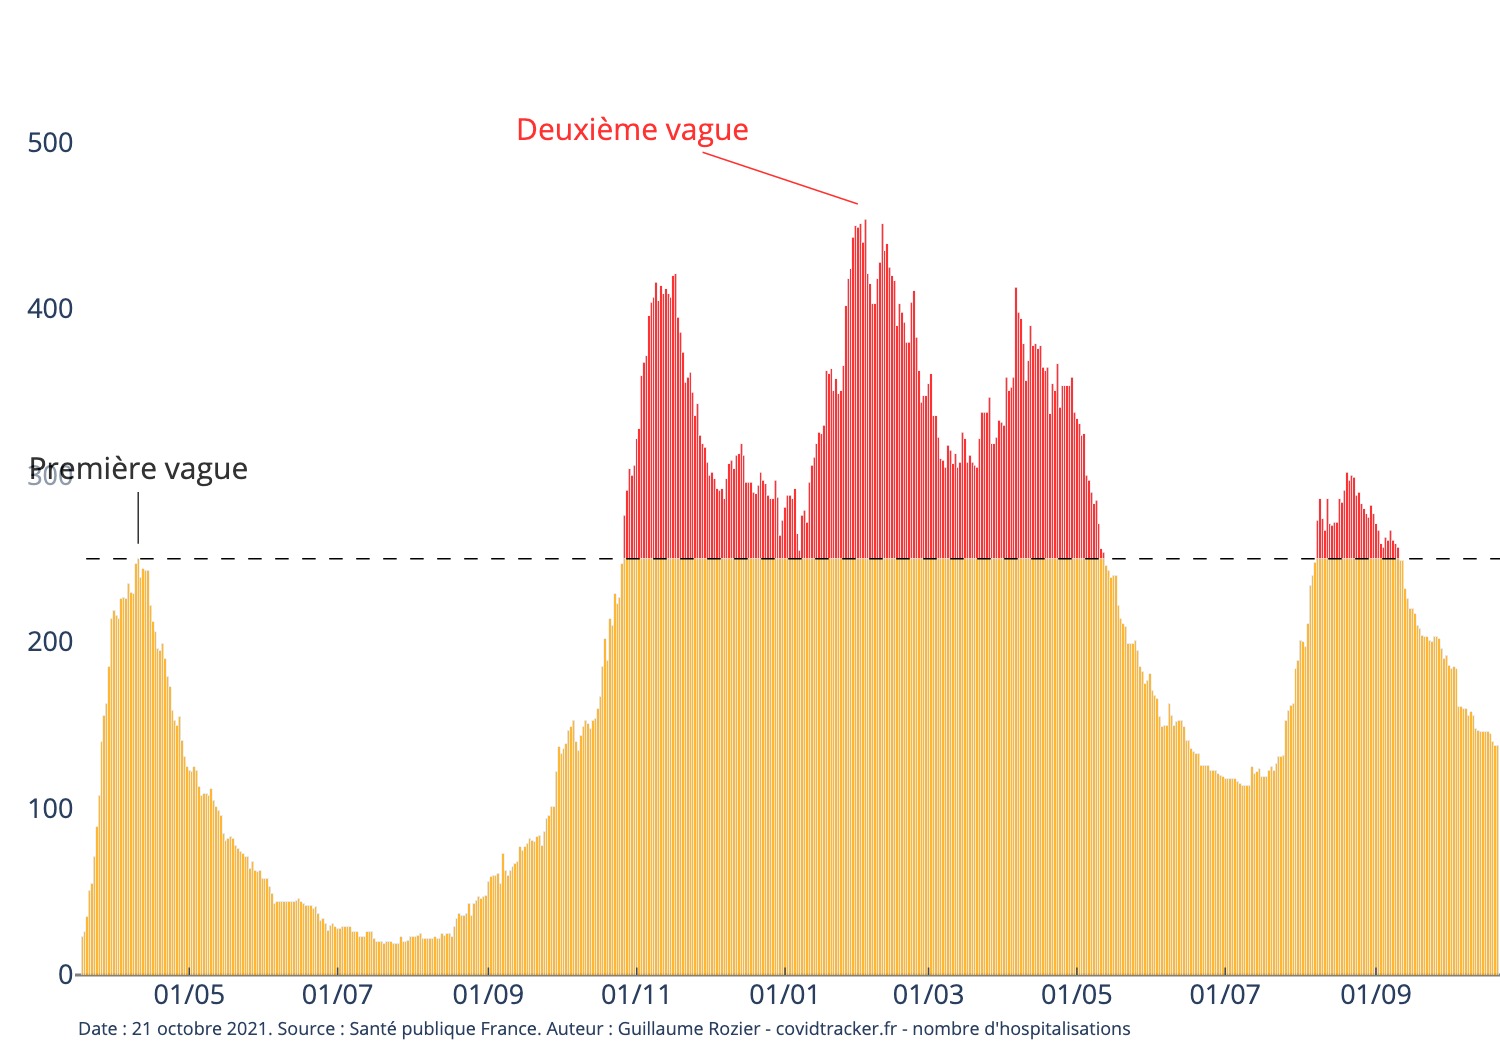 Deuxième vague
500
400
Première vague
300
200
100
0
01/05 01/07 01/09 01/11 01/01 01/03 01/05 01/07 01/09
Date : 21 octobre 2021. Source : Santé publique France. Auteur : Guillaume Rozier - covidtracker.fr - nombre d'hospitalisations